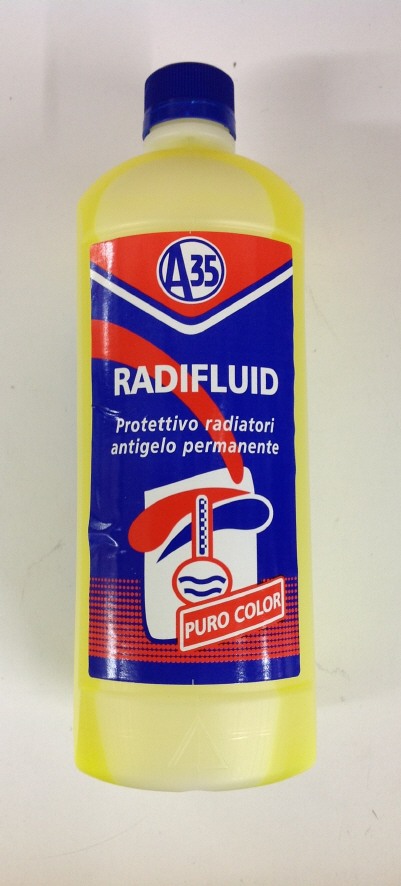 A35
RADIFLUID
Protettivo radiatori
antigelo permanente
PURO COLOR